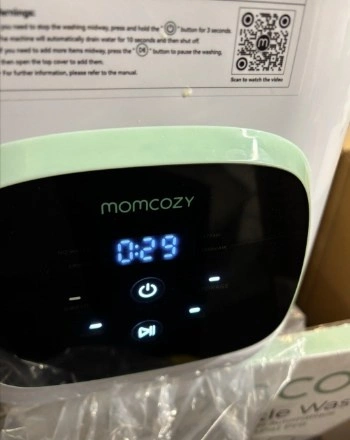 Warnings:
you need to stop the washing midway, press and hold the " " button for 3 seconds.
The machine will automatically drain water for 10 seconds and then shut off.
If you need to add more items midway, press the " " button to pause the washing,
then open the top cover to add them.
For further information, please refer to the manual.
Scan to watch the video
momcozy
0:29
CO
le Was